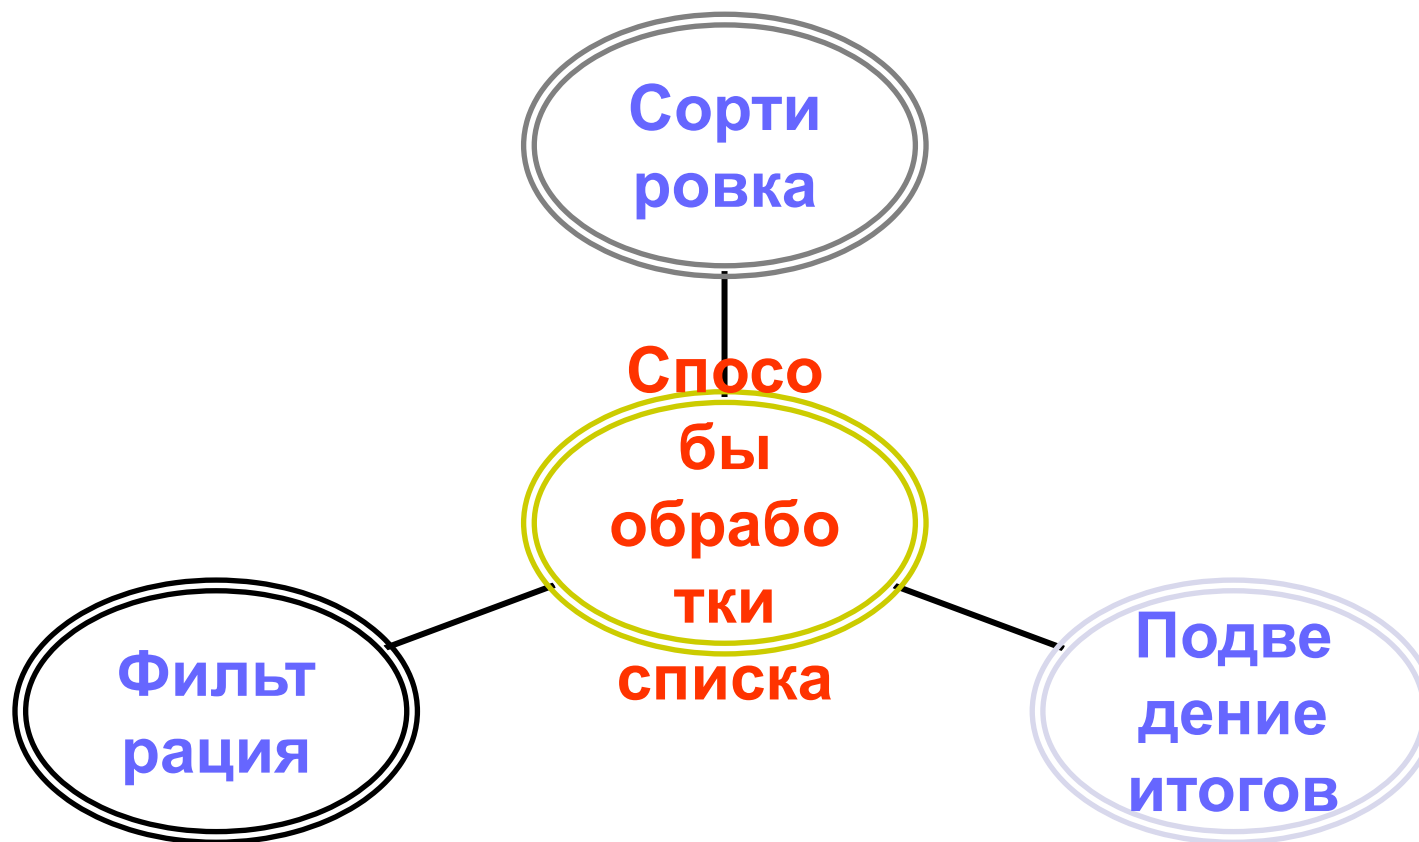 Сорти
ровка
Спосо
бы
обрабо
тки
списка
Фильт
рация
Подве
дение
итогов